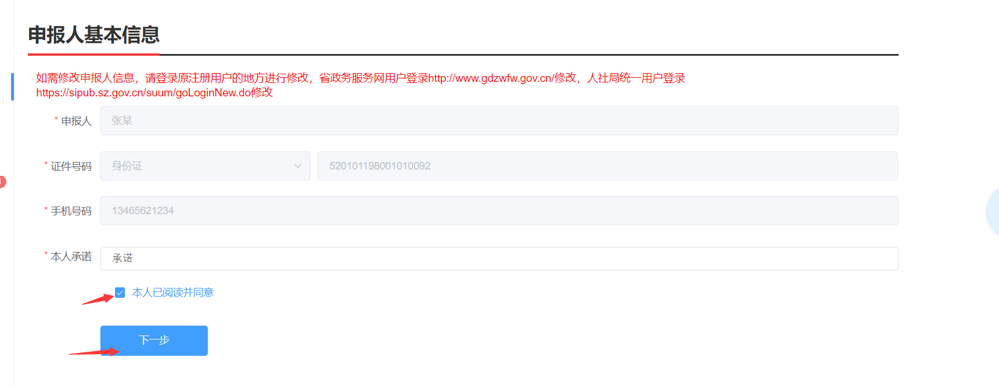 申报人基本信息
如需修改申报人信息，请登录原注册用户的地方进行修改，省政务服务网用户登录http://www.gdzwfw.gov.cn/修改，人社局统一用户登录
https://sipub.sz.gov.cn/suum/goLoginNew.do修改
* 申报人 张某
* 证件号码 身份证 520101198001010092
* 手机号码 13465621234
* 本人承诺 承诺
本人已阅读并同意
下一步